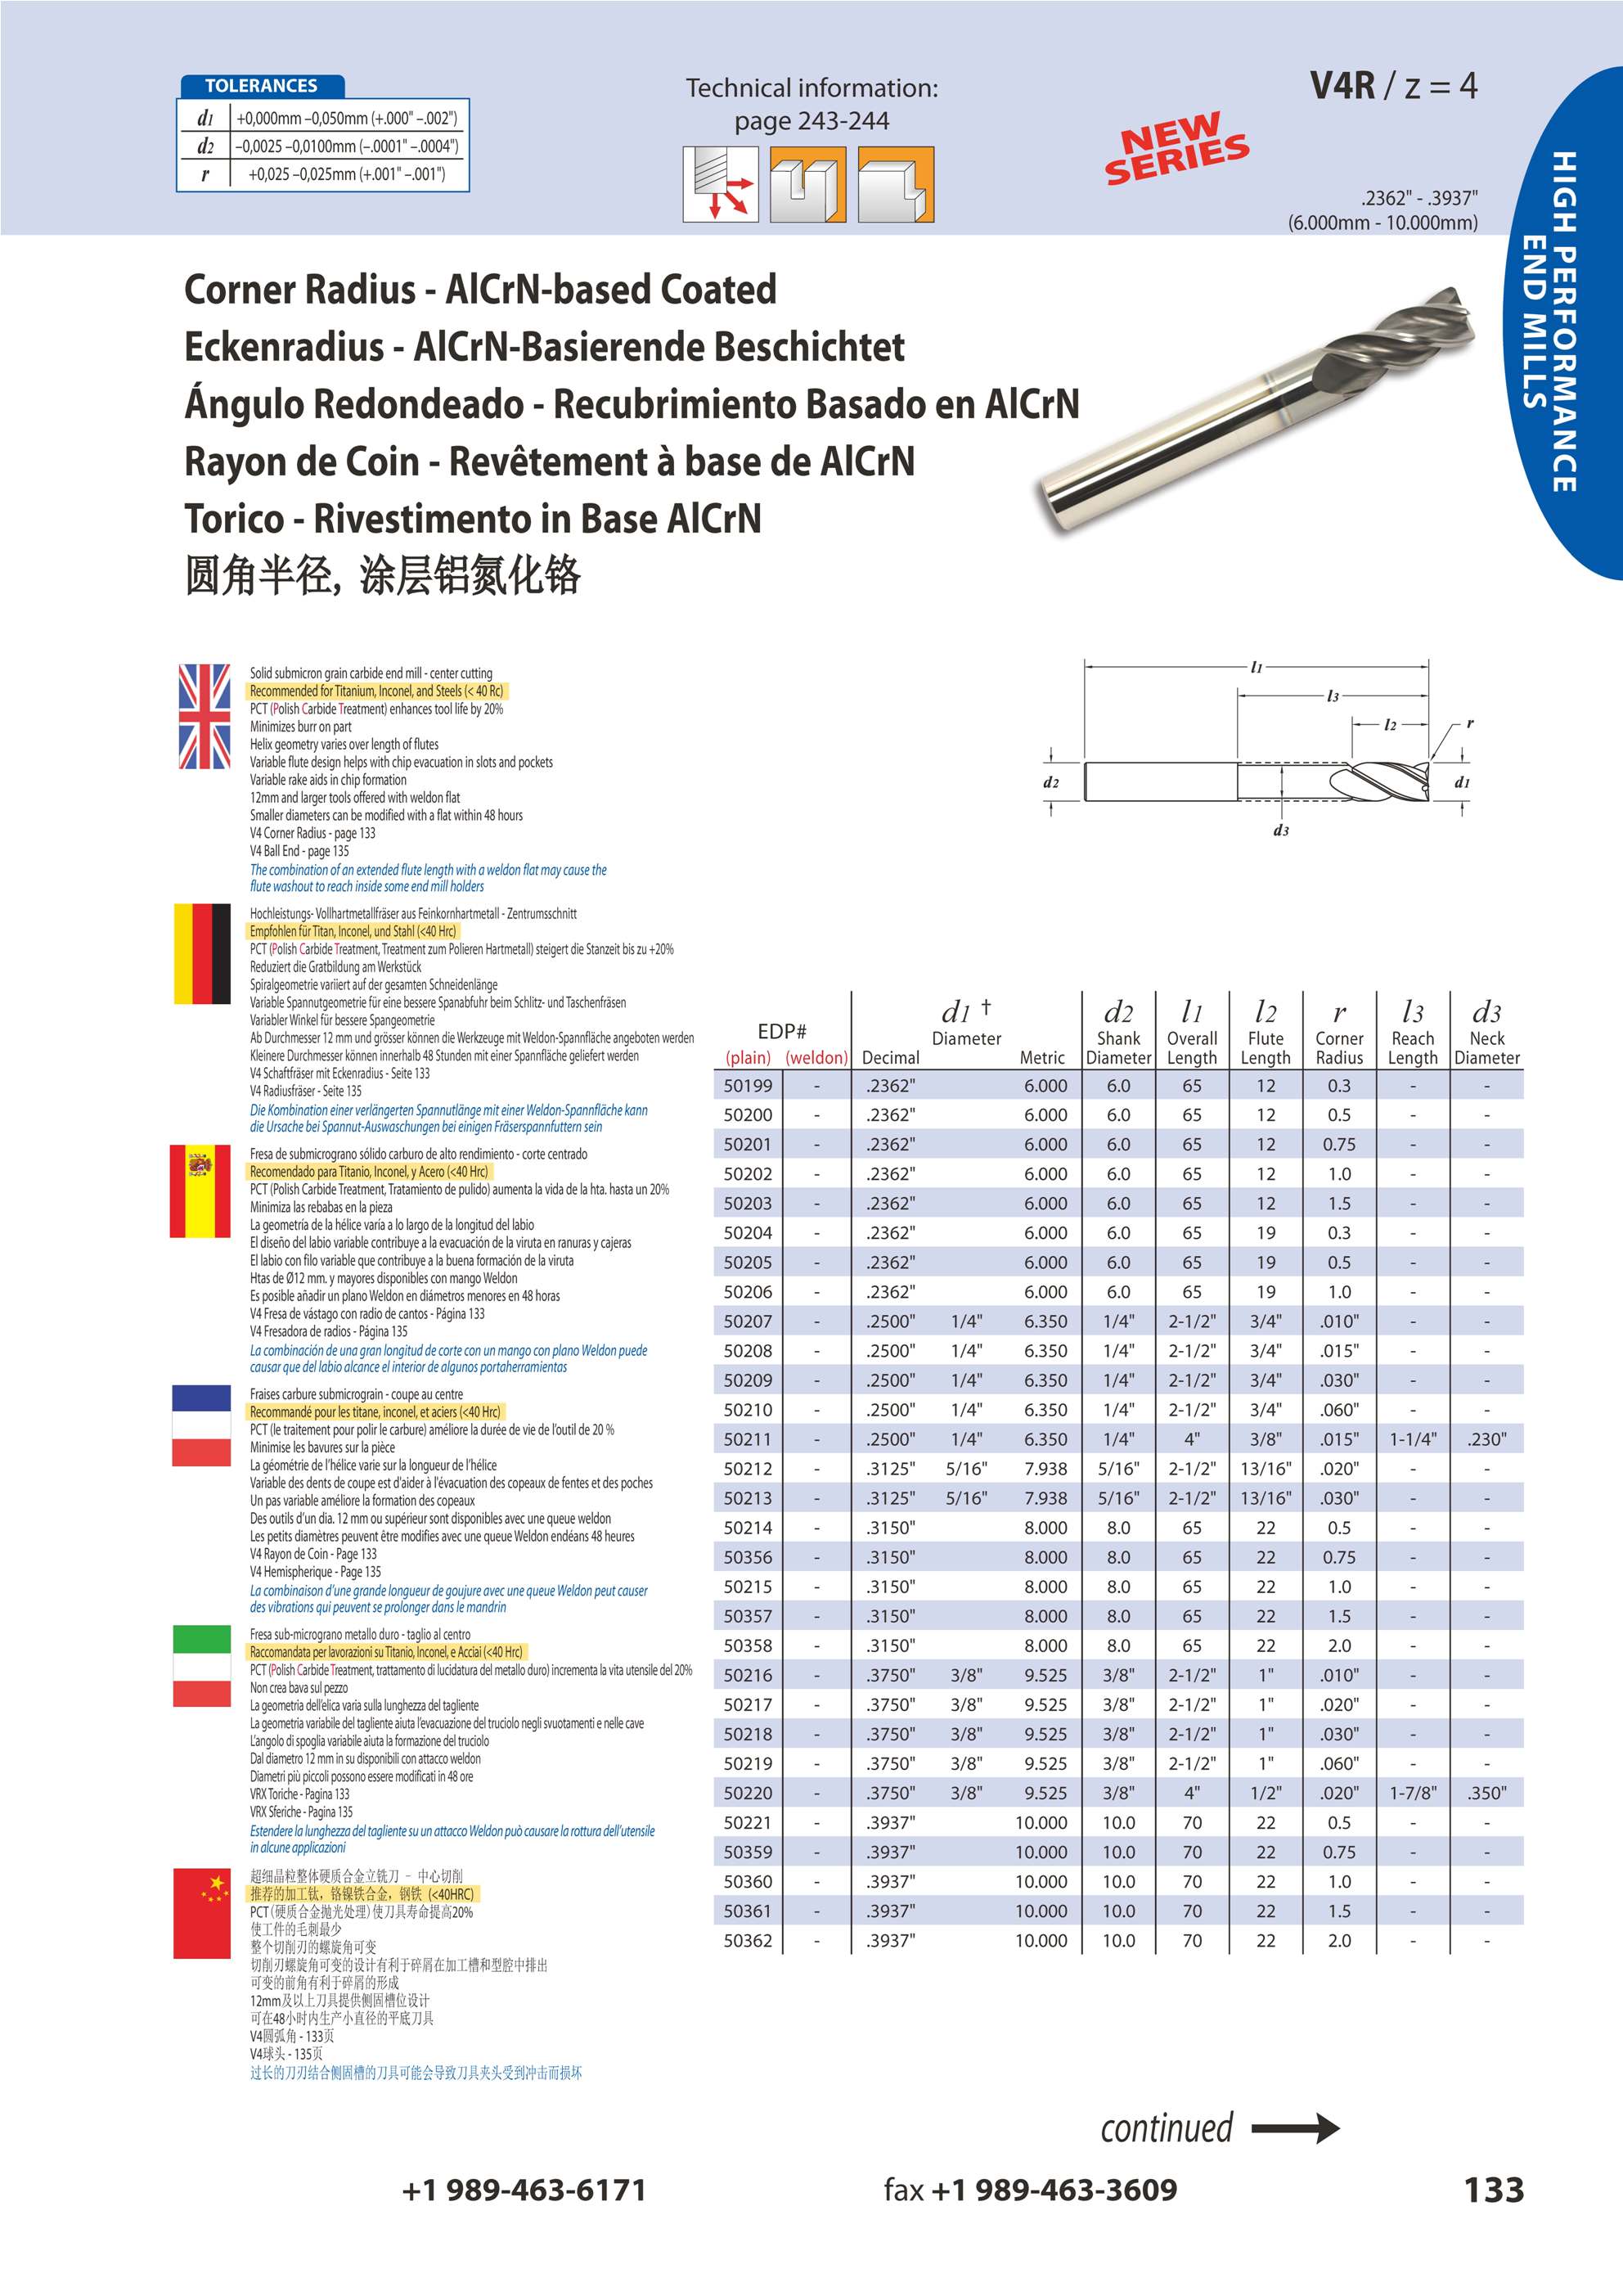 TOLERANCES
d1 +0,000mm –0,050mm (+.000" –.002")
d2 –0,0025 –0,0100mm (–.0001" –.0004")
r +0,025 –0,025mm (+.001" –.001")
Technical information:
page 243-244
V4R / z = 4
NEW
SERIES
.2362" - .3937"
(6.000mm - 10.000mm)
HIGH PERFORMANCE
END MILLS
Corner Radius - AlCrN-based Coated
Eckenradius - AlCrN-Basierende Beschichtet
Ángulo Redondeado - Recubrimiento Basado en AlCrN
Rayon de Coin - Revêtement à base de AlCrN
Torico - Rivestimento in Base AlCrN
圆角半径, 涂层铝氮化铬
Solid submicron grain carbide end mill - center cutting
Recommended for Titanium, Inconel, and Steels (< 40 Rc)
PCT (Polish Carbide Treatment) enhances tool life by 20%
Minimizes burr on part
Helix geometry varies over length of flutes
Variable flute design helps with chip evacuation in slots and pockets
Variable rake aids in chip formation
12mm and larger tools offered with weldon flat
Smaller diameters can be modified with a flat within 48 hours
V4 Corner Radius - page 133
V4 Ball End - page 135
The combination of an extended flute length with a weldon flat may cause the
flute washout to reach inside some end mill holders
Hochleistungs- Vollhartmetallfräser aus Feinkornhartmetall - Zentrumsschnitt
Empfohlen für Titan, Inconel, und Stahl (<40 Hrc)
PCT (Polish Carbide Treatment, Treatment zum Polieren Hartmetall) steigert die Stanzeit bis zu +20%
Reduziert die Gratbildung am Werkstück
Spiralgeometrie variiert auf der gesamten Schneidenlänge
Variable Spannutgeometrie für eine bessere Spanabfuhr beim Schlitz- und Taschenfräsen
Variabler Winkel für bessere Spangeometrie
Ab Durchmesser 12 mm und grösser können die Werkzeuge mit Weldon-Spannfläche angeboten werden
Kleinere Durchmesser können innerhalb 48 Stunden mit einer Spannfläche geliefert werden
V4 Schaftfräser mit Eckenradius - Seite 133
V4 Radiusfräser - Seite 135
Die Kombination einer verlängerten Spannutlänge mit einer Weldon-Spannfläche kann
die Ursache bei Spannut-Auswaschungen bei einigen Fräserspannfuttern sein
Fresa de submicrograno sólido carburo de alto rendimiento - corte centrado
Recomendado para Titanio, Inconel, y Acero (<40 Hrc)
PCT (Polish Carbide Treatment, Tratamiento de pulido) aumenta la vida de la hta. hasta un 20%
Minimiza las rebabas en la pieza
La geometría de la hélice varía a lo largo de la longitud del labio
El diseño del labio variable contribuye a la evacuación de la viruta en ranuras y cajeras
El labio con filo variable que contribuye a la buena formación de la viruta
Htas de Ø12 mm. y mayores disponibles con mango Weldon
Es posible añadir un plano Weldon en diámetros menores en 48 horas
V4 Fresa de vástago con radio de cantos - Página 133
V4 Fresadora de radios - Página 135
La combinación de una gran longitud de corte con un mango con plano Weldon puede
causar que del labio alcance el interior de algunos portaherramientas
Fraises carbure submicrograin - coupe au centre
Recommandé pour les titane, inconel, et aciers (<40 Hrc)
PCT (le traitement pour polir le carbure) améliore la durée de vie de l'outil de 20 %
Minimise les bavures sur la pièce
La géométrie de l'hélice varie sur la longueur de l'hélice
Variable des dents de coupe est d'aider à l'évacuation des copeaux de fentes et des poches
Un pas variable améliore la formation des copeaux
Des outils d'un dia. 12 mm ou supérieur sont disponibles avec une queue weldon
Les petits diamètres peuvent être modifies avec une queue Weldon endéans 48 heures
V4 Rayon de Coin - Page 133
V4 Hemispherique - Page 135
La combinaison d'une grande longueur de goujure avec une queue Weldon peut causer
des vibrations qui peuvent se prolonger dans le mandrin
Fresa sub-micrograno metallo duro - taglio al centro
Raccomandata per lavorazioni su Titanio, Inconel, e Acciai (<40 Hrc)
PCT (Polish Carbide Treatment, trattamento di lucidatura del metallo duro) incrementa la vita utensile del 20%
Non crea bava sul pezzo
La geometria dell'elica varia sulla lunghezza del tagliente
La geometria variabile del tagliente aiuta l'evacuazione del truciolo negli svuotamenti e nelle cave
L'angolo di spoglia variabile aiuta la formazione del truciolo
Dal diametro 12 mm in su disponibili con attacco weldon
Diametri più piccoli possono essere modificati in 48 ore
VRX Toriche - Pagina 133
VRX Sferiche - Pagina 135
Estendere la lunghezza del tagliente su un attacco Weldon può causare la rottura dell'utensile
in alcune applicazioni
超细晶粒整体硬质合金立铣刀 – 中心切削
推荐的加工钛, 铬镍铁合金, 钢铁 (<40HRC)
PCT(硬质合金抛光处理)使刀具寿命提高20%
使工件的毛刺最少
整个切削刃的螺旋角可变
切削刃螺旋角可变的设计有利于碎屑在加工槽和型腔中排出
可变的前角有利于碎屑的形成
12mm及以上刀具提供侧固槽位设计
可在48小时内生产小直径的平底刀具
V4圆弧角 - 133页
V4球头 - 135页
过长的刀刃结合侧固槽的刀具可能会导致刀具夹头受到冲击而损坏
l1
l3
l2 r
d2 d1
d3
d1 † d2 l1 l2 r l3 d3
EDP# Diameter Shank Overall Flute Corner Reach Neck
(plain) (weldon) Decimal Metric Diameter Length Length Radius Length Diameter
50199 - .2362" 6.000 6.0 65 12 0.3 - -
50200 - .2362" 6.000 6.0 65 12 0.5 - -
50201 - .2362" 6.000 6.0 65 12 0.75 - -
50202 - .2362" 6.000 6.0 65 12 1.0 - -
50203 - .2362" 6.000 6.0 65 12 1.5 - -
50204 - .2362" 6.000 6.0 65 19 0.3 - -
50205 - .2362" 6.000 6.0 65 19 0.5 - -
50206 - .2362" 6.000 6.0 65 19 1.0 - -
50207 - .2500" 1/4" 6.350 1/4" 2-1/2" 3/4" .010" - -
50208 - .2500" 1/4" 6.350 1/4" 2-1/2" 3/4" .015" - -
50209 - .2500" 1/4" 6.350 1/4" 2-1/2" 3/4" .030" - -
50210 - .2500" 1/4" 6.350 1/4" 2-1/2" 3/4" .060" - -
50211 - .2500" 1/4" 6.350 1/4" 4" 3/8" .015" 1-1/4" .230"
50212 - .3125" 5/16" 7.938 5/16" 2-1/2" 13/16" .020" - -
50213 - .3125" 5/16" 7.938 5/16" 2-1/2" 13/16" .030" - -
50214 - .3150" 8.000 8.0 65 22 0.5 - -
50356 - .3150" 8.000 8.0 65 22 0.75 - -
50215 - .3150" 8.000 8.0 65 22 1.0 - -
50357 - .3150" 8.000 8.0 65 22 1.5 - -
50358 - .3150" 8.000 8.0 65 22 2.0 - -
50216 - .3750" 3/8" 9.525 3/8" 2-1/2" 1" .010" - -
50217 - .3750" 3/8" 9.525 3/8" 2-1/2" 1" .020" - -
50218 - .3750" 3/8" 9.525 3/8" 2-1/2" 1" .030" - -
50219 - .3750" 3/8" 9.525 3/8" 2-1/2" 1" .060" - -
50220 - .3750" 3/8" 9.525 3/8" 4" 1/2" .020" 1-7/8" .350"
50221 - .3937" 10.000 10.0 70 22 0.5 - -
50359 - .3937" 10.000 10.0 70 22 0.75 - -
50360 - .3937" 10.000 10.0 70 22 1.0 - -
50361 - .3937" 10.000 10.0 70 22 1.5 - -
50362 - .3937" 10.000 10.0 70 22 2.0 - -
continued
+1 989-463-6171 fax +1 989-463-3609 133